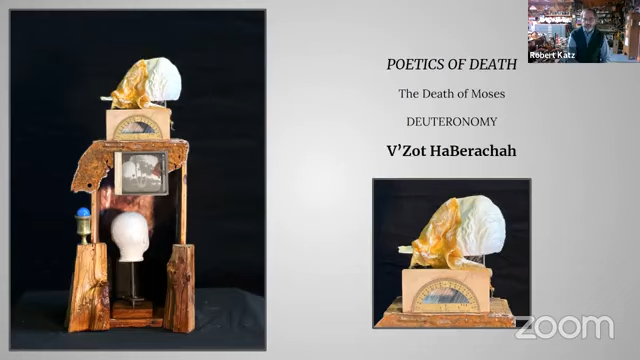 POETICS OF DEATH
The Death of Moses
DEUTERONOMY
V'Zot HaBerachah
Robert Katz
zoom